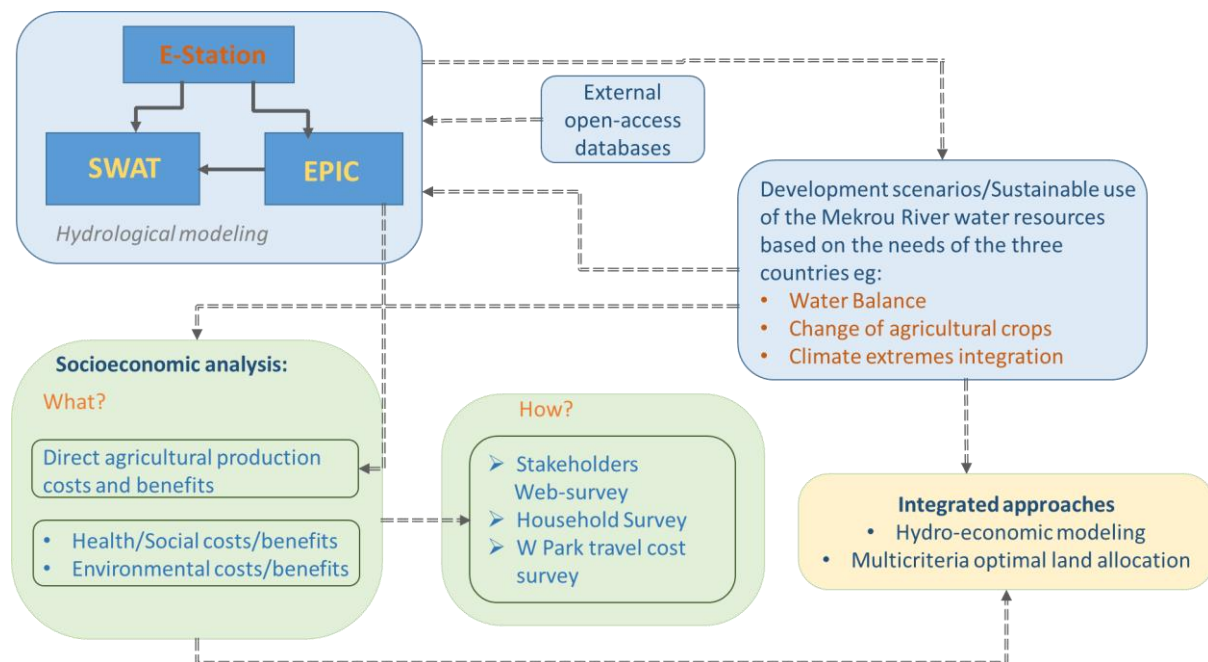 E-Station
SWAT
EPIC
Hydrological modeling
External
open-access
databases
Development scenarios/Sustainable use
of the Mekrou River water resources
based on the needs of the three
countries eg:
• Water Balance
• Change of agricultural crops
• Climate extremes integration
Socioeconomic analysis:
What?
Direct agricultural production
costs and benefits
• Health/Social costs/benefits
• Environmental costs/benefits
How?
➢ Stakeholders
Web-survey
➢ Household Survey
➢ W Park travel cost
survey
Integrated approaches
• Hydro-economic modeling
• Multicriteria optimal land allocation